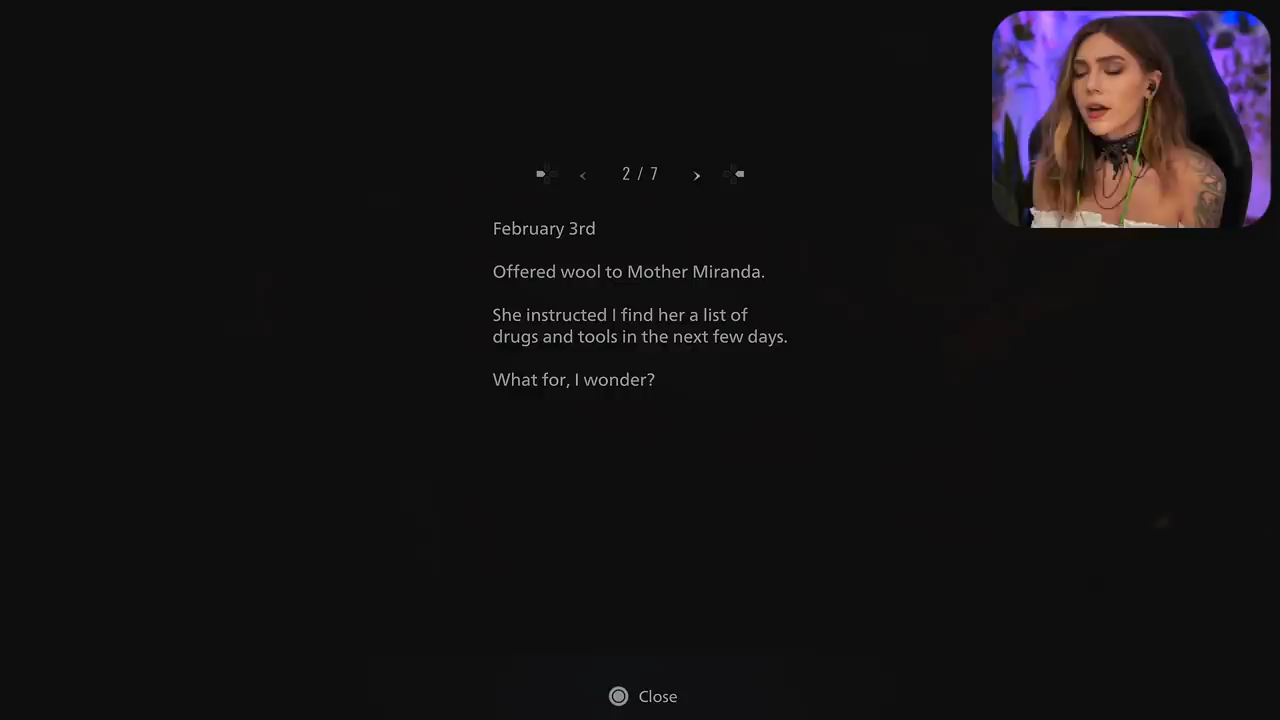 2 / 7
February 3rd
Offered wool to Mother Miranda.
She instructed I find her a list of
drugs and tools in the next few days.
What for, I wonder?
Close